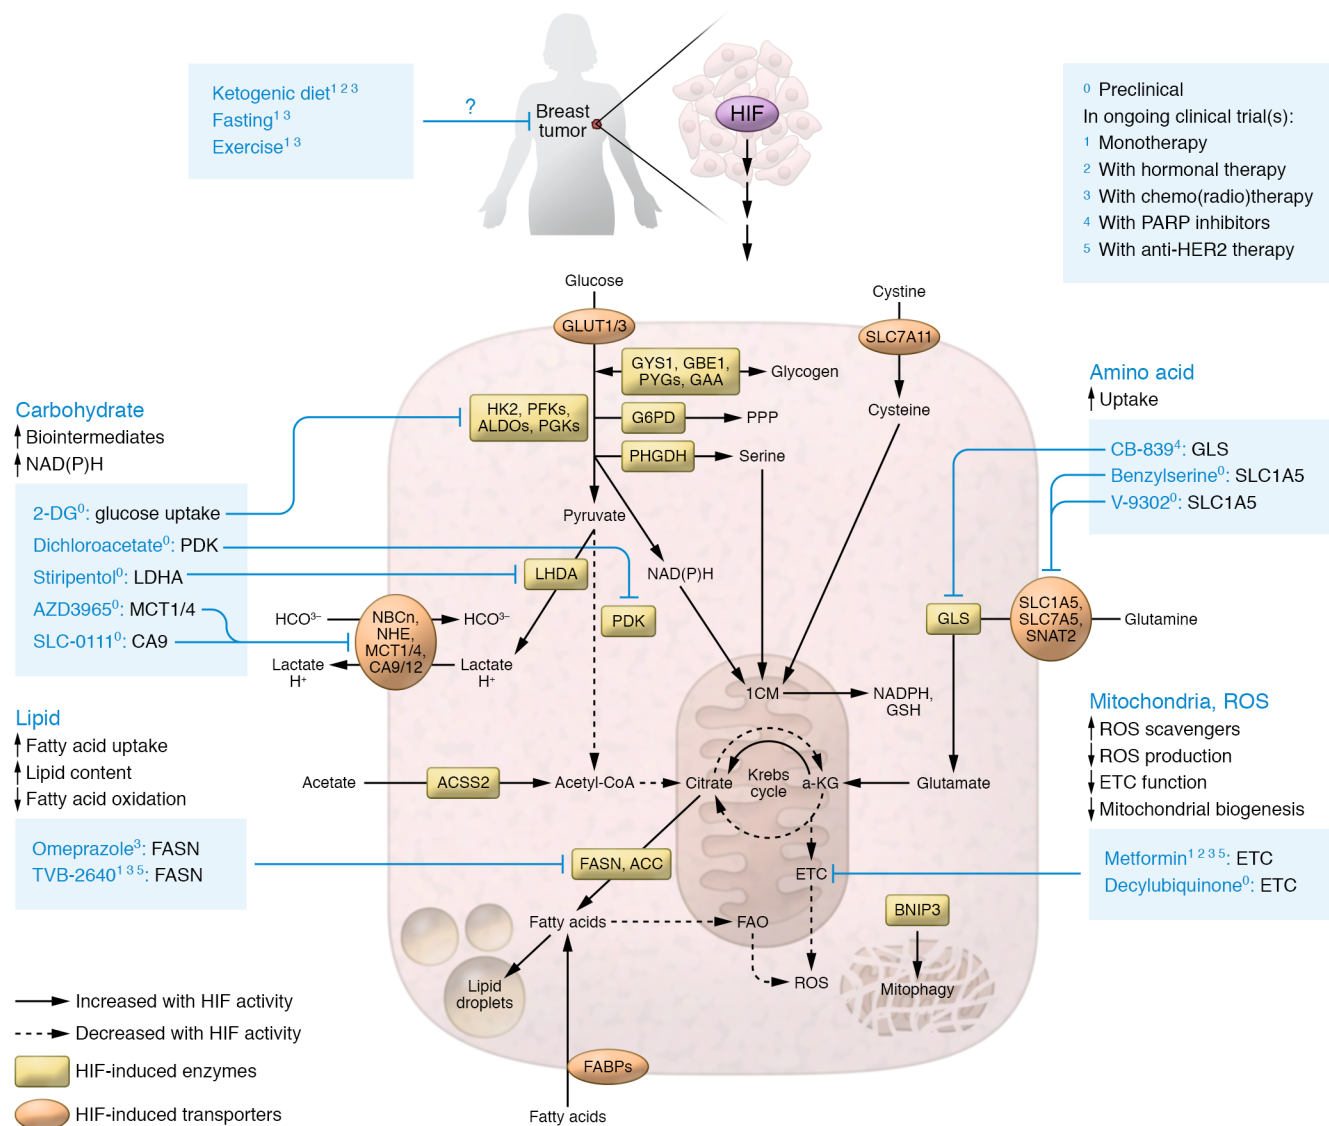 Ketogenic diet¹ ² ³
Fasting¹ ³
Exercise¹ ³
?
Breast
tumor
HIF
⁰ Preclinical
In ongoing clinical trial(s):
¹ Monotherapy
² With hormonal therapy
³ With chemo(radio)therapy
⁴ With PARP inhibitors
⁵ With anti-HER2 therapy
Glucose
GLUT1/3
Cystine
SLC7A11
GYS1, GBE1,
PYGs, GAA
Glycogen
HK2, PFKs,
ALDOs, PGKs
G6PD
PPP
Cysteine
PHGDH
Serine
Pyruvate
NAD(P)H
LHDA
PDK
HCO³⁻
NBCn,
NHE,
MCT1/4,
CA9/12
HCO³⁻
Lactate
H⁺
Lactate
H⁺
Carbohydrate
Biointermediates
NAD(P)H
2-DG⁰: glucose uptake
Dichloroacetate⁰: PDK
Stiripentol⁰: LDHA
AZD3965⁰: MCT1/4
SLC-0111⁰: CA9
Amino acid
Uptake
CB-839⁴: GLS
Benzylserine⁰: SLC1A5
V-9302⁰: SLC1A5
GLS
SLC1A5,
SLC7A5,
SNAT2
Glutamine
1CM
NADPH,
GSH
Lipid
Fatty acid uptake
Lipid content
Fatty acid oxidation
Omeprazole³: FASN
TVB-2640¹ ³ ⁵: FASN
Mitochondria, ROS
ROS scavengers
ROS production
ETC function
Mitochondrial biogenesis
Metformin¹ ² ³ ⁵: ETC
Decylubiquinone⁰: ETC
Acetate
ACSS2
Acetyl-CoA
Citrate
Krebs
cycle
a-KG
Glutamate
FASN, ACC
ETC
BNIP3
Fatty acids
FAO
Lipid
droplets
ROS
Mitophagy
FABPs
Fatty acids
Increased with HIF activity
Decreased with HIF activity
HIF-induced enzymes
HIF-induced transporters